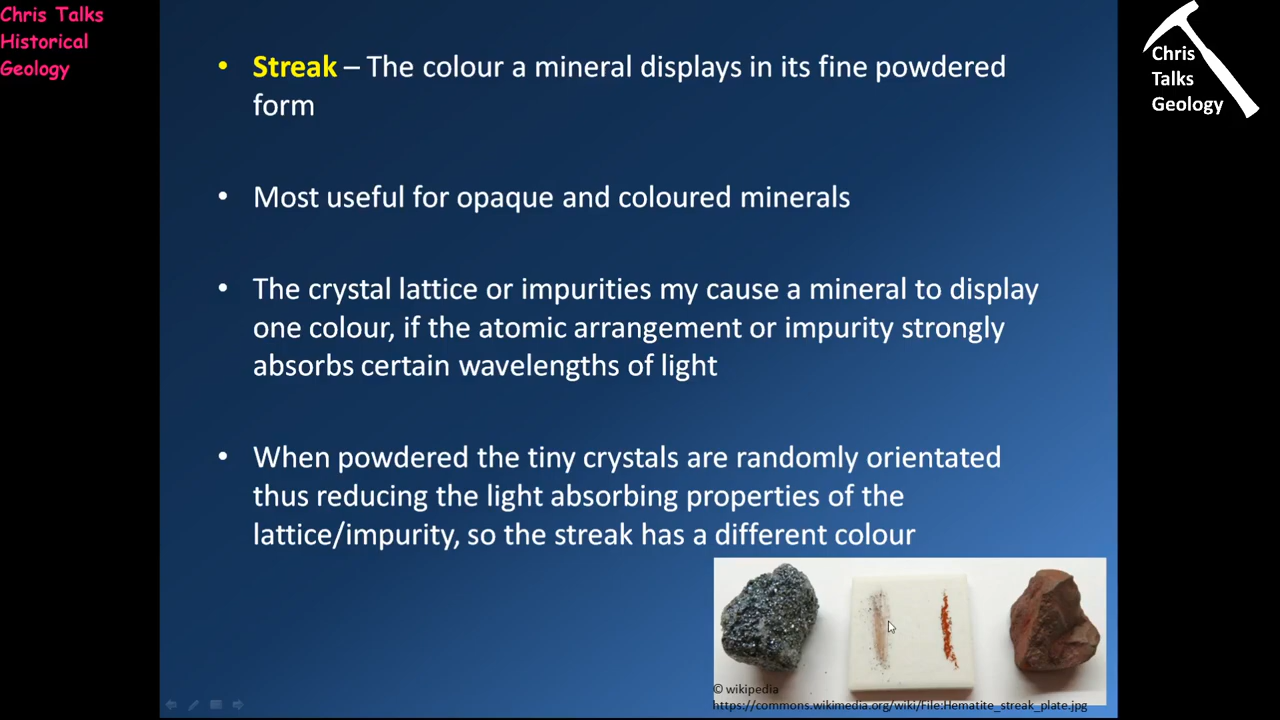 Chris Talks
Historical
Geology
Chris
Talks
Geology
• Streak – The colour a mineral displays in its fine powdered
form
• Most useful for opaque and coloured minerals
• The crystal lattice or impurities my cause a mineral to display
one colour, if the atomic arrangement or impurity strongly
absorbs certain wavelengths of light
• When powdered the tiny crystals are randomly orientated
thus reducing the light absorbing properties of the
lattice/impurity, so the streak has a different colour
© wikipedia
https://commons.wikimedia.org/wiki/File:Hematite_streak_plate.jpg